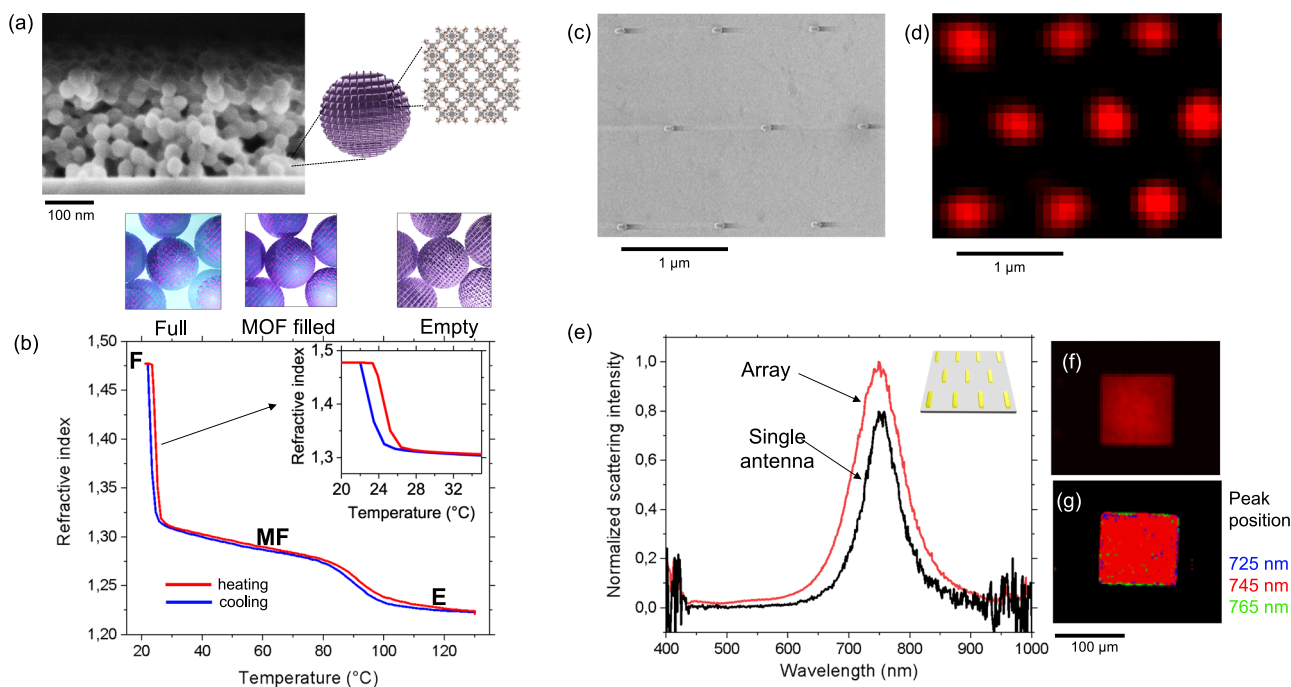 (a)
100 nm
Full
MOF filled
Empty
(b)
1,50
1,45
1,40
1,35
1,30
1,25
1,20
Refractive index
F
MF
E
heating
cooling
20
40
60
80
100
120
Temperature (°C)
1,5
1,4
1,3
Refractive index
20
24
28
32
Temperature (°C)
(c)
1 µm
(d)
1 µm
(e)
Normalized scattering intensity
1,0
0,8
0,6
0,4
0,2
0,0
Array
Single
antenna
400
500
600
700
800
900
1000
Wavelength (nm)
(f)
(g)
Peak
position
725 nm
745 nm
765 nm
100 µm